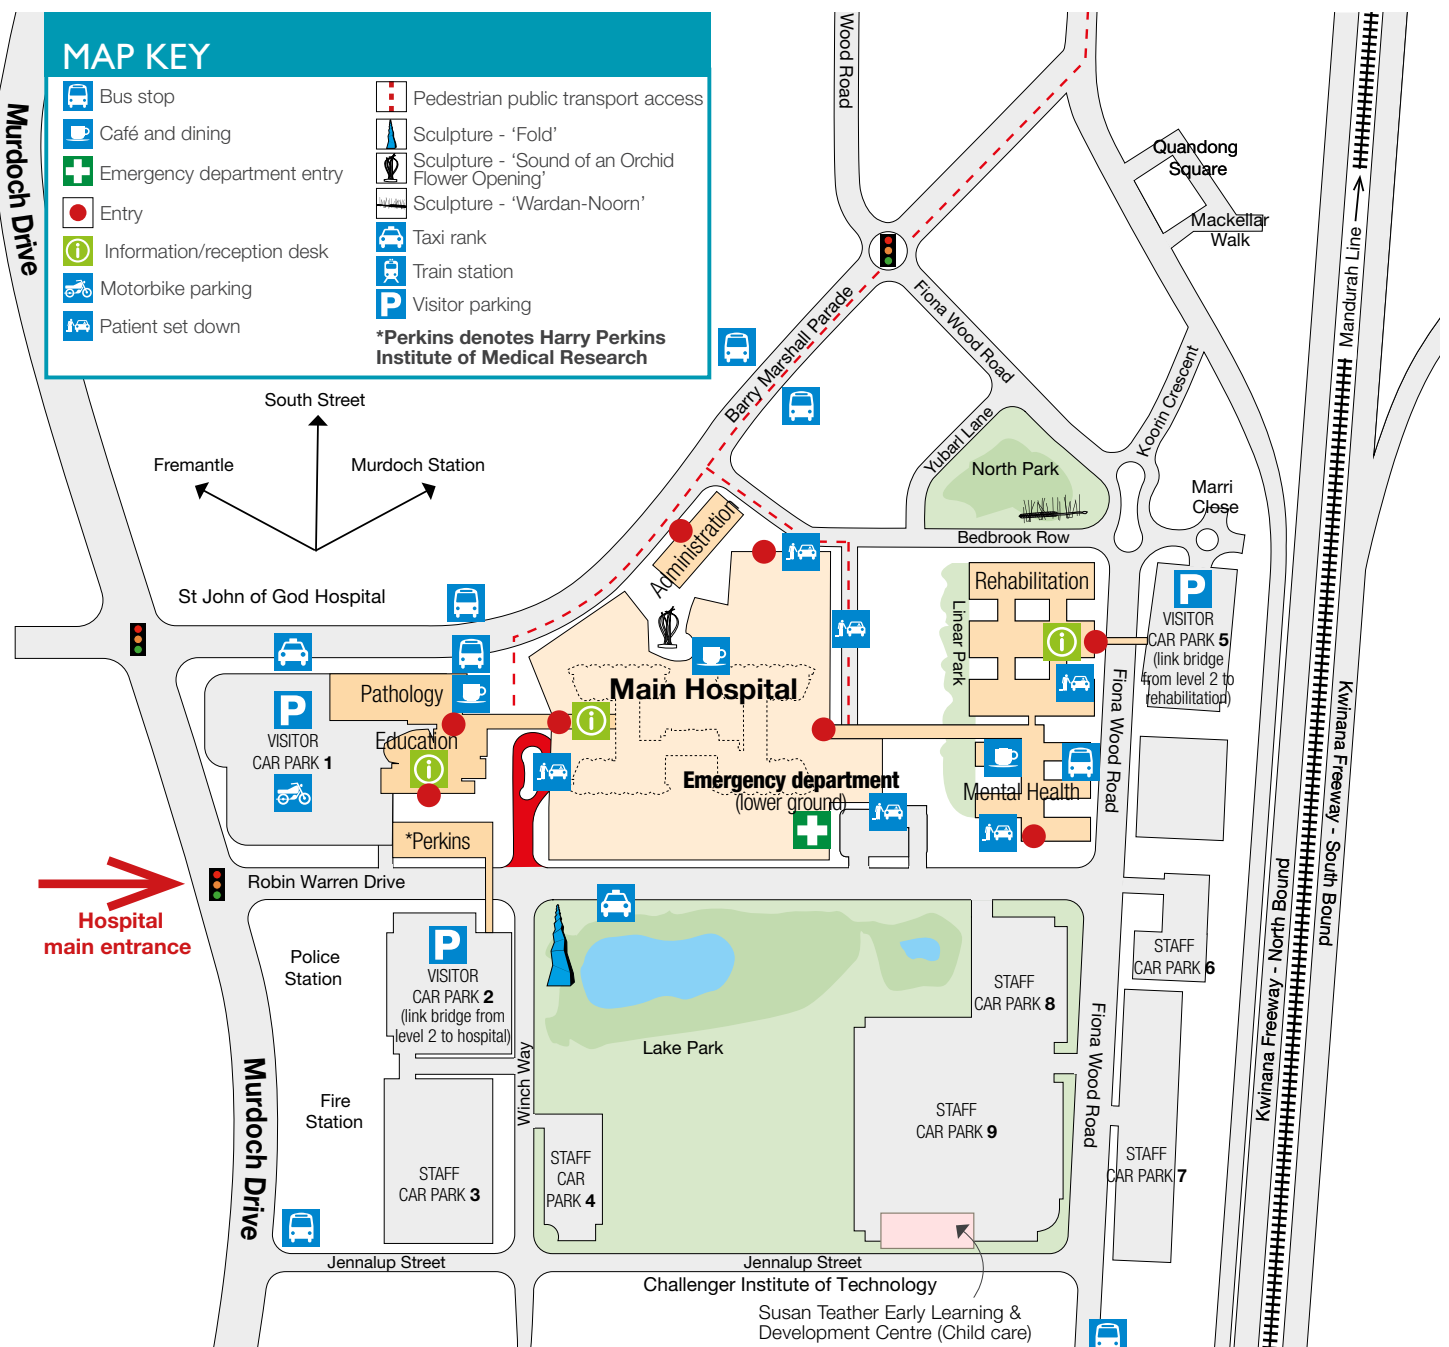 MAP KEY
Bus stop
Café and dining
Emergency department entry
Entry
Information/reception desk
Motorbike parking
Patient set down
Pedestrian public transport access
Sculpture - ‘Fold’
Sculpture - ‘Sound of an Orchid
Flower Opening’
Sculpture - ‘Wardan-Noorn’
Taxi rank
Train station
P
Visitor parking
*Perkins denotes Harry Perkins
Institute of Medical Research
Murdoch Drive
Wood Road
Quandong
Square
Mackellar
Walk
Mandurah Line
Barry Marshall Parade
Fiona Wood Road
Koorin Crescent
Yubarl Lane
North Park
Marri
Close
Bedbrook Row
South Street
Fremantle
Murdoch Station
St John of God Hospital
Administration
Rehabilitation
Linear Park
P
VISITOR
CAR PARK 5
(link bridge
from level 2 to
rehabilitation)
Fiona Wood Road
Main Hospital
Pathology
Education
P
VISITOR
CAR PARK 1
Emergency department
(lower ground)
Mental Health
*Perkins
Robin Warren Drive
Hospital
main entrance
Police
Station
P
VISITOR
CAR PARK 2
(link bridge from
level 2 to hospital)
Winch Way
Lake Park
STAFF
CAR PARK 8
STAFF
CAR PARK 6
Kwinana Freeway - North Bound
Kwinana Freeway - South Bound
Fiona Wood Road
Murdoch Drive
Fire
Station
STAFF
CAR PARK 3
STAFF
CAR
PARK 4
STAFF
CAR PARK 9
STAFF
CAR PARK 7
Jennalup Street
Jennalup Street
Challenger Institute of Technology
Susan Teather Early Learning &
Development Centre (Child care)